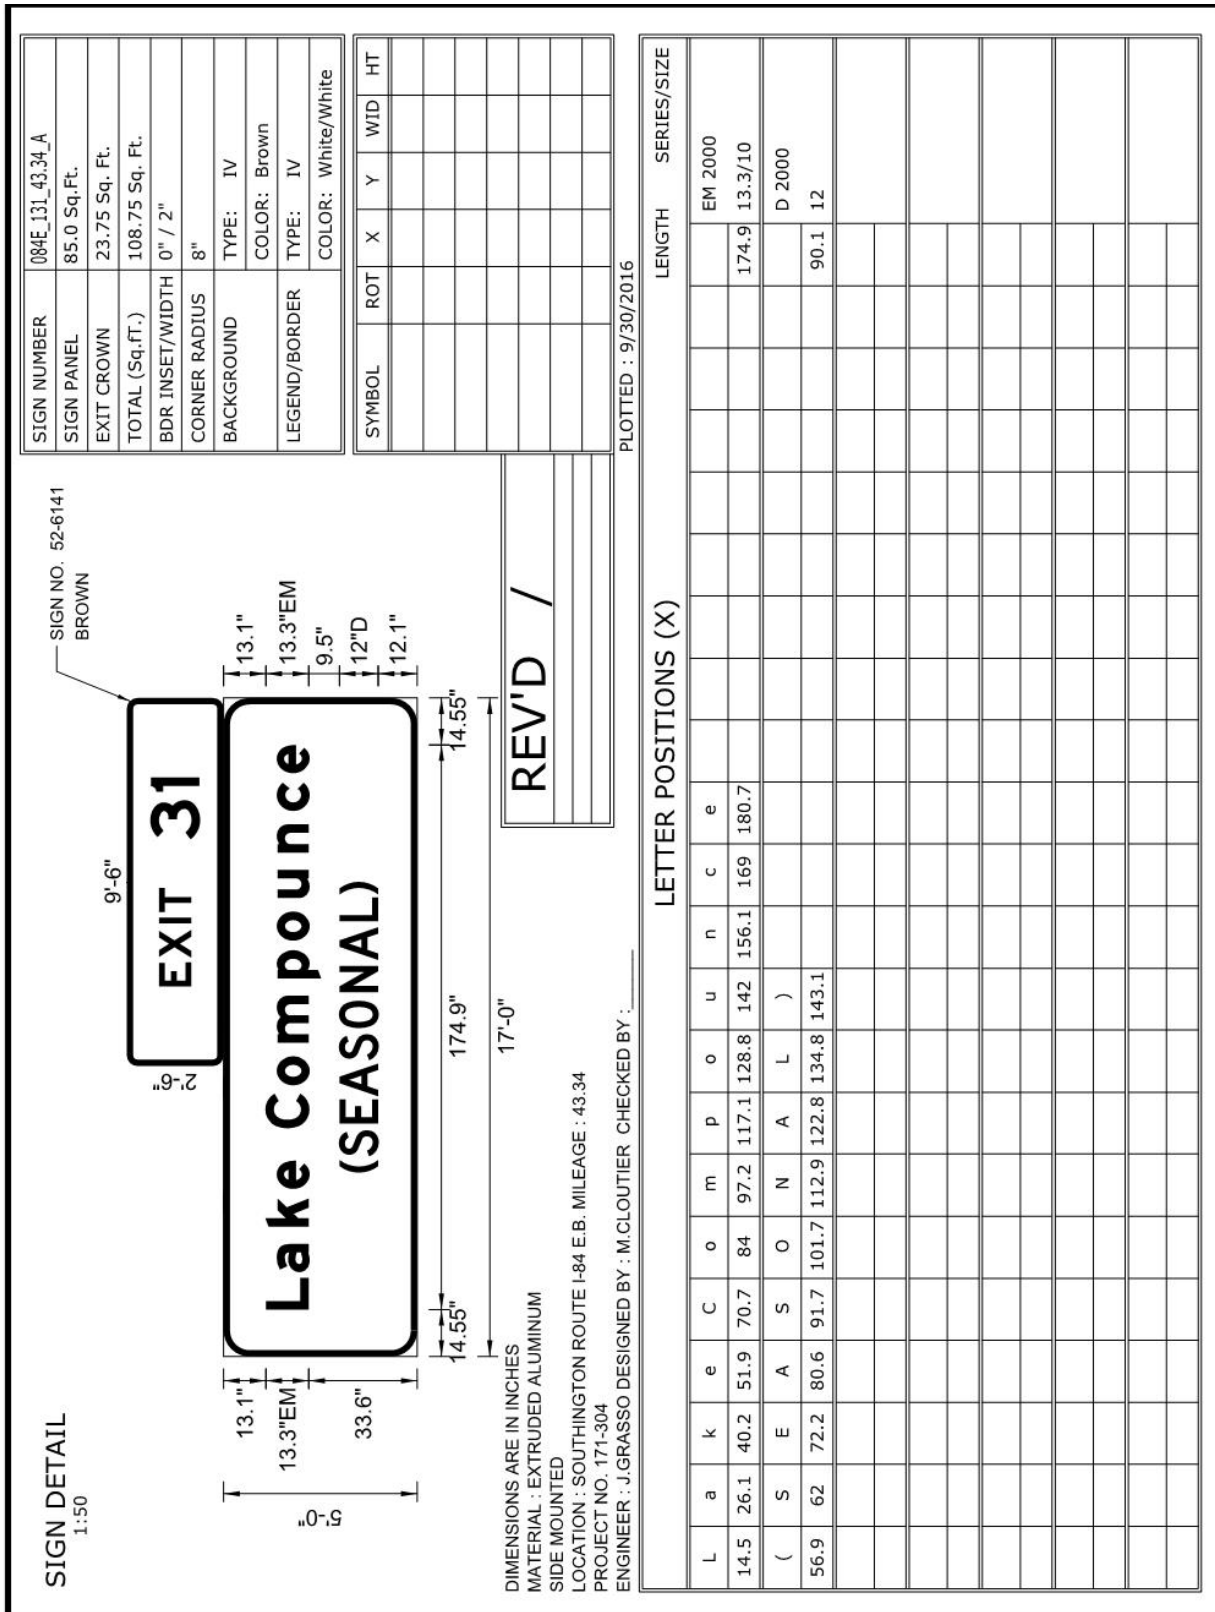 SIGN DETAIL
1:50
SIGN NO. 52-6141
BROWN
9'-6"
2'-6"
EXIT 31
Lake Compounce
(SEASONAL)
5'-0"
13.1"
13.3"EM
33.6"
13.1"
13.3"EM
9.5"
12"D
12.1"
14.55"
174.9"
14.55"
17'-0"
SIGN NUMBER 084E_131_43.34_A
SIGN PANEL 85.0 Sq.Ft.
EXIT CROWN 23.75 Sq. Ft.
TOTAL (Sq.fT.) 108.75 Sq. Ft.
BDR INSET/WIDTH 0" / 2"
CORNER RADIUS 8"
BACKGROUND TYPE: IV
COLOR: Brown
LEGEND/BORDER TYPE: IV
COLOR: White/White
SYMBOL ROT X Y WID HT
REV'D /
DIMENSIONS ARE IN INCHES
MATERIAL : EXTRUDED ALUMINUM
SIDE MOUNTED
LOCATION : SOUTHINGTON ROUTE I-84 E.B. MILEAGE : 43.34
PROJECT NO. 171-304
ENGINEER : J.GRASSO DESIGNED BY : M.CLOUTIER CHECKED BY :
PLOTTED : 9/30/2016
LETTER POSITIONS (X) LENGTH SERIES/SIZE
L a k e C o m p o u n c e EM 2000
14.5 26.1 40.2 51.9 70.7 84 97.2 117.1 128.8 142 156.1 169 180.7 174.9 13.3/10
( S E A S O N A L ) D 2000
56.9 62 72.2 80.6 91.7 101.7 112.9 122.8 134.8 143.1 90.1 12